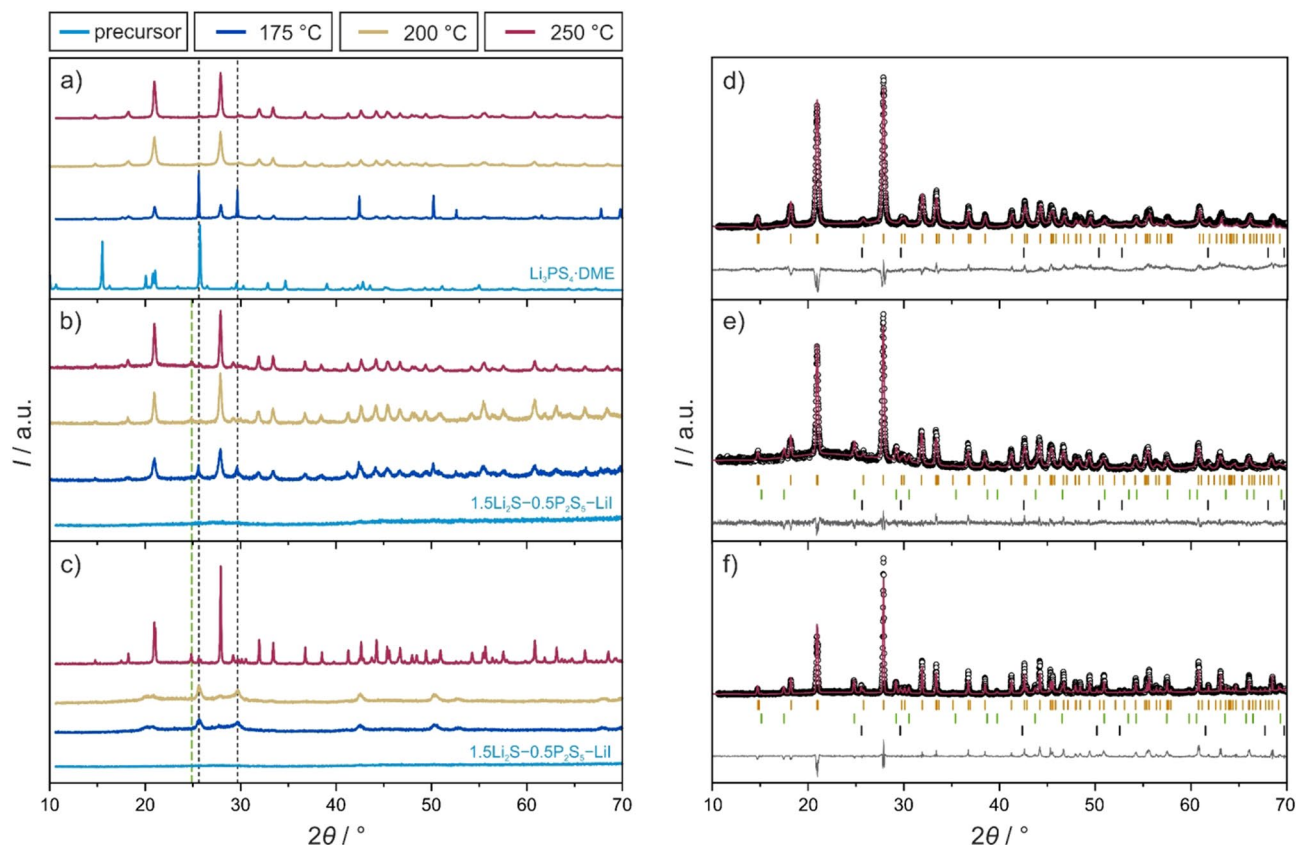 precursor 175 °C 200 °C 250 °C
a)
Li₃PS₄·DME
b)
1.5Li₂S−0.5P₂S₅−LiI
c)
1.5Li₂S−0.5P₂S₅−LiI
I / a.u.
10 20 30 40 50 60 70
2θ / °
d)
e)
f)
I / a.u.
10 20 30 40 50 60 70
2θ / °